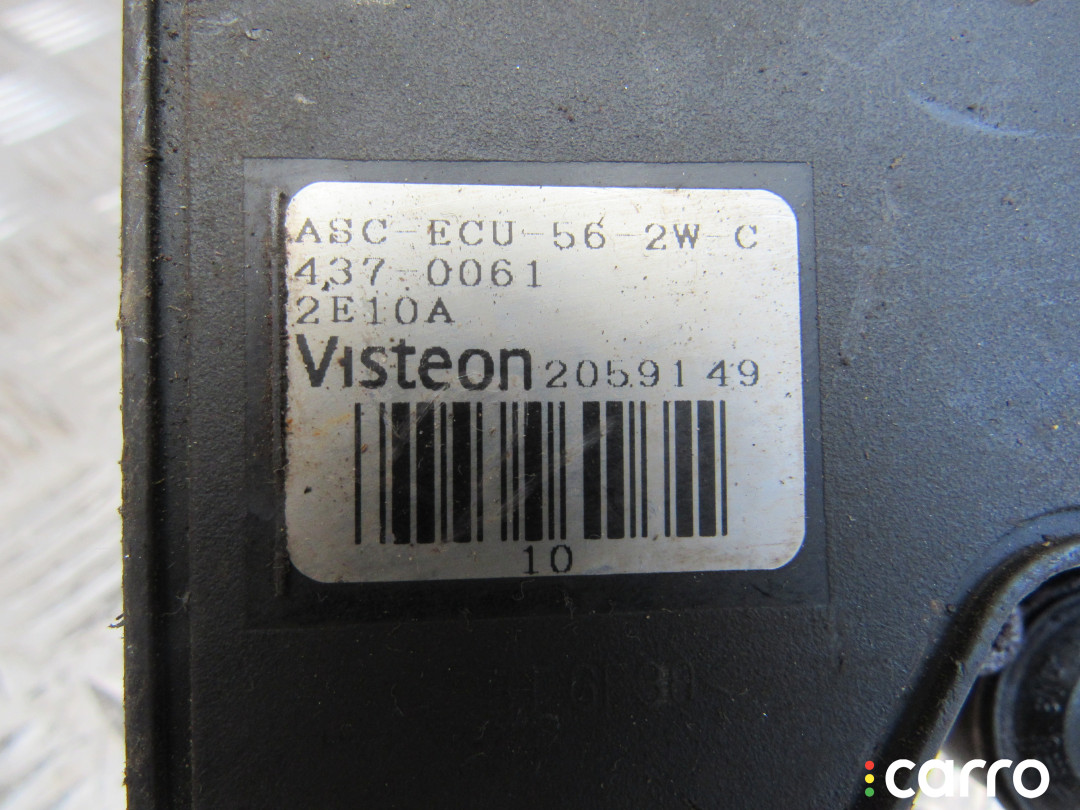 ASC-ECU-56-2W-C
437-0061
2E10A
Visteon 2059149
10
carro